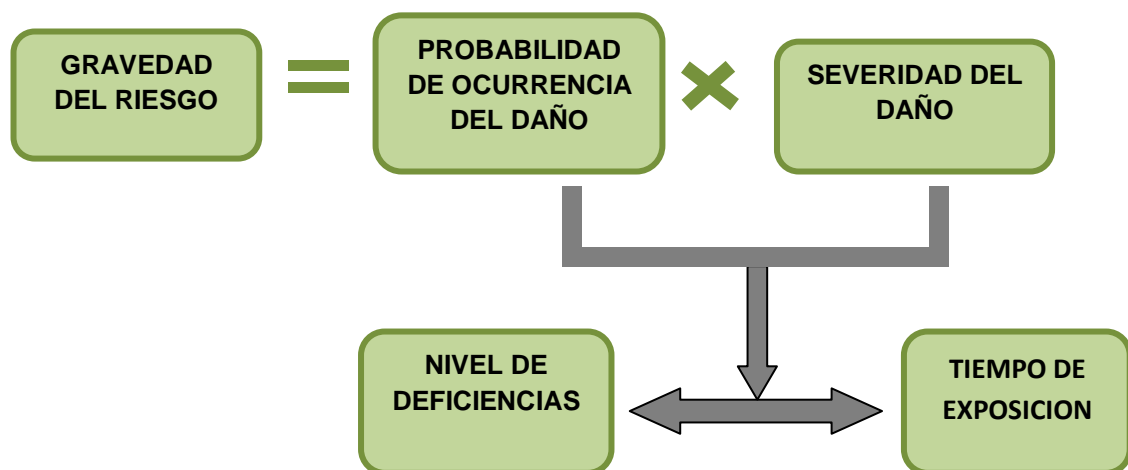 GRAVEDAD
DEL RIESGO
=
PROBABILIDAD
DE OCURRENCIA
DEL DAÑO
×
SEVERIDAD DEL
DAÑO
NIVEL DE
DEFICIENCIAS
TIEMPO DE
EXPOSICION